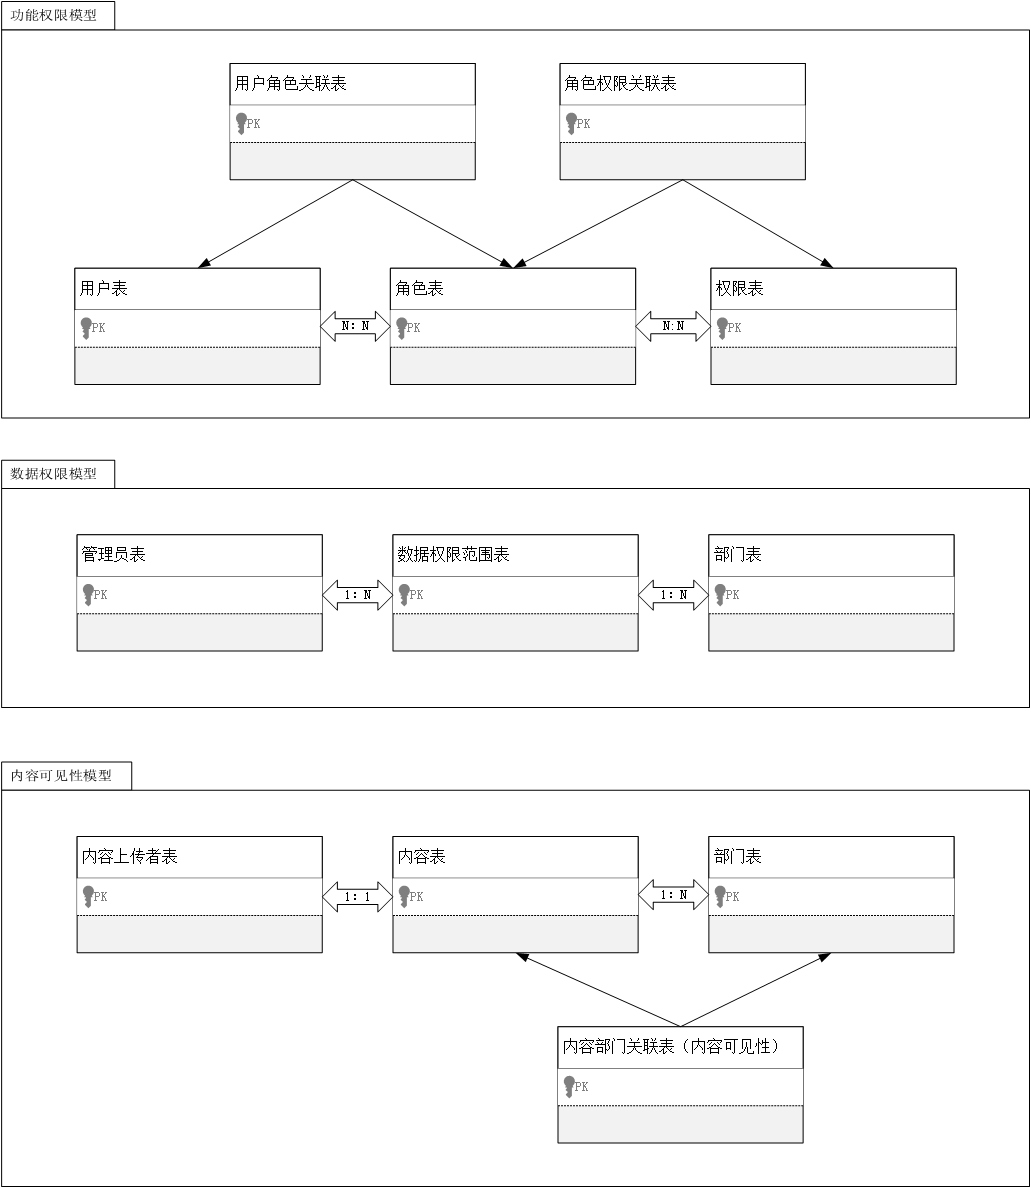 功能权限模型
用户角色关联表
角色权限关联表
PK
PK
用户表
角色表
权限表
PK
N：N
PK
N:N
PK
数据权限模型
管理员表
数据权限范围表
部门表
PK
1：N
PK
1：N
PK
内容可见性模型
内容上传者表
内容表
部门表
PK
1：1
PK
1：N
PK
内容部门关联表（内容可见性）
PK